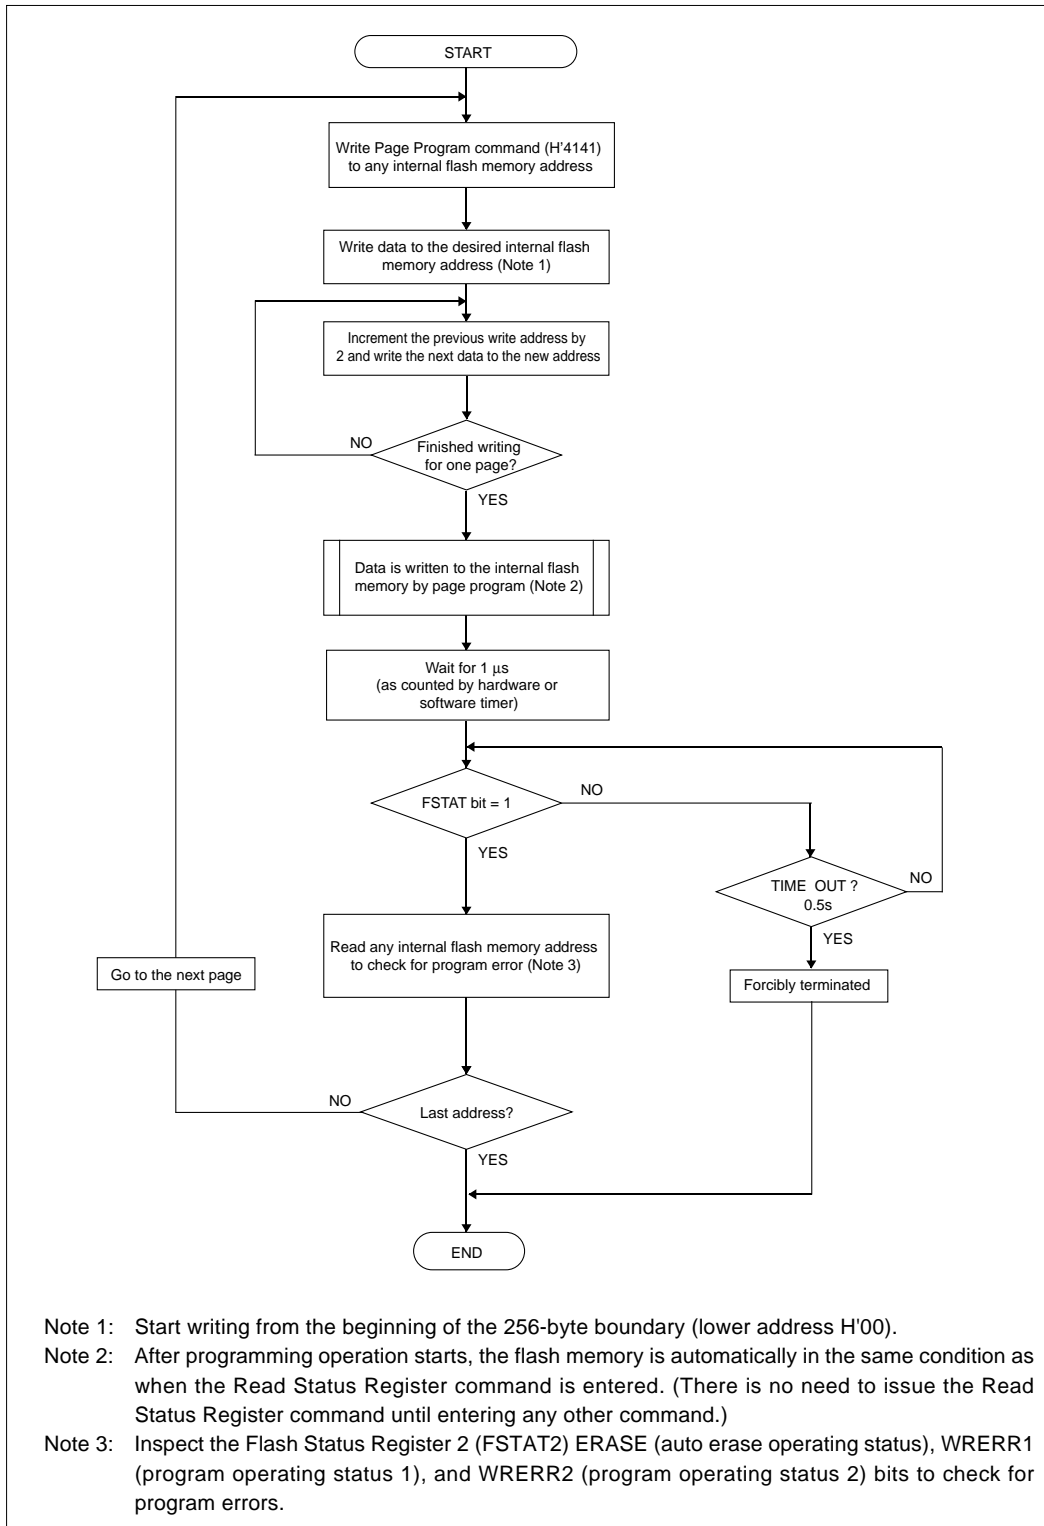 START
Write Page Program command (H'4141)
to any internal flash memory address
Write data to the desired internal flash
memory address (Note 1)
Increment the previous write address by
2 and write the next data to the new address
NO
Finished writing
for one page?
YES
Data is written to the internal flash
memory by page program (Note 2)
Wait for 1 µs
(as counted by hardware or
software timer)
FSTAT bit = 1
NO
YES
TIME OUT ?
0.5s
NO
YES
Read any internal flash memory address
to check for program error (Note 3)
Go to the next page
Forcibly terminated
NO
Last address?
YES
END
Note 1: Start writing from the beginning of the 256-byte boundary (lower address H'00).
Note 2: After programming operation starts, the flash memory is automatically in the same condition as
when the Read Status Register command is entered. (There is no need to issue the Read
Status Register command until entering any other command.)
Note 3: Inspect the Flash Status Register 2 (FSTAT2) ERASE (auto erase operating status), WRERR1
(program operating status 1), and WRERR2 (program operating status 2) bits to check for
program errors.